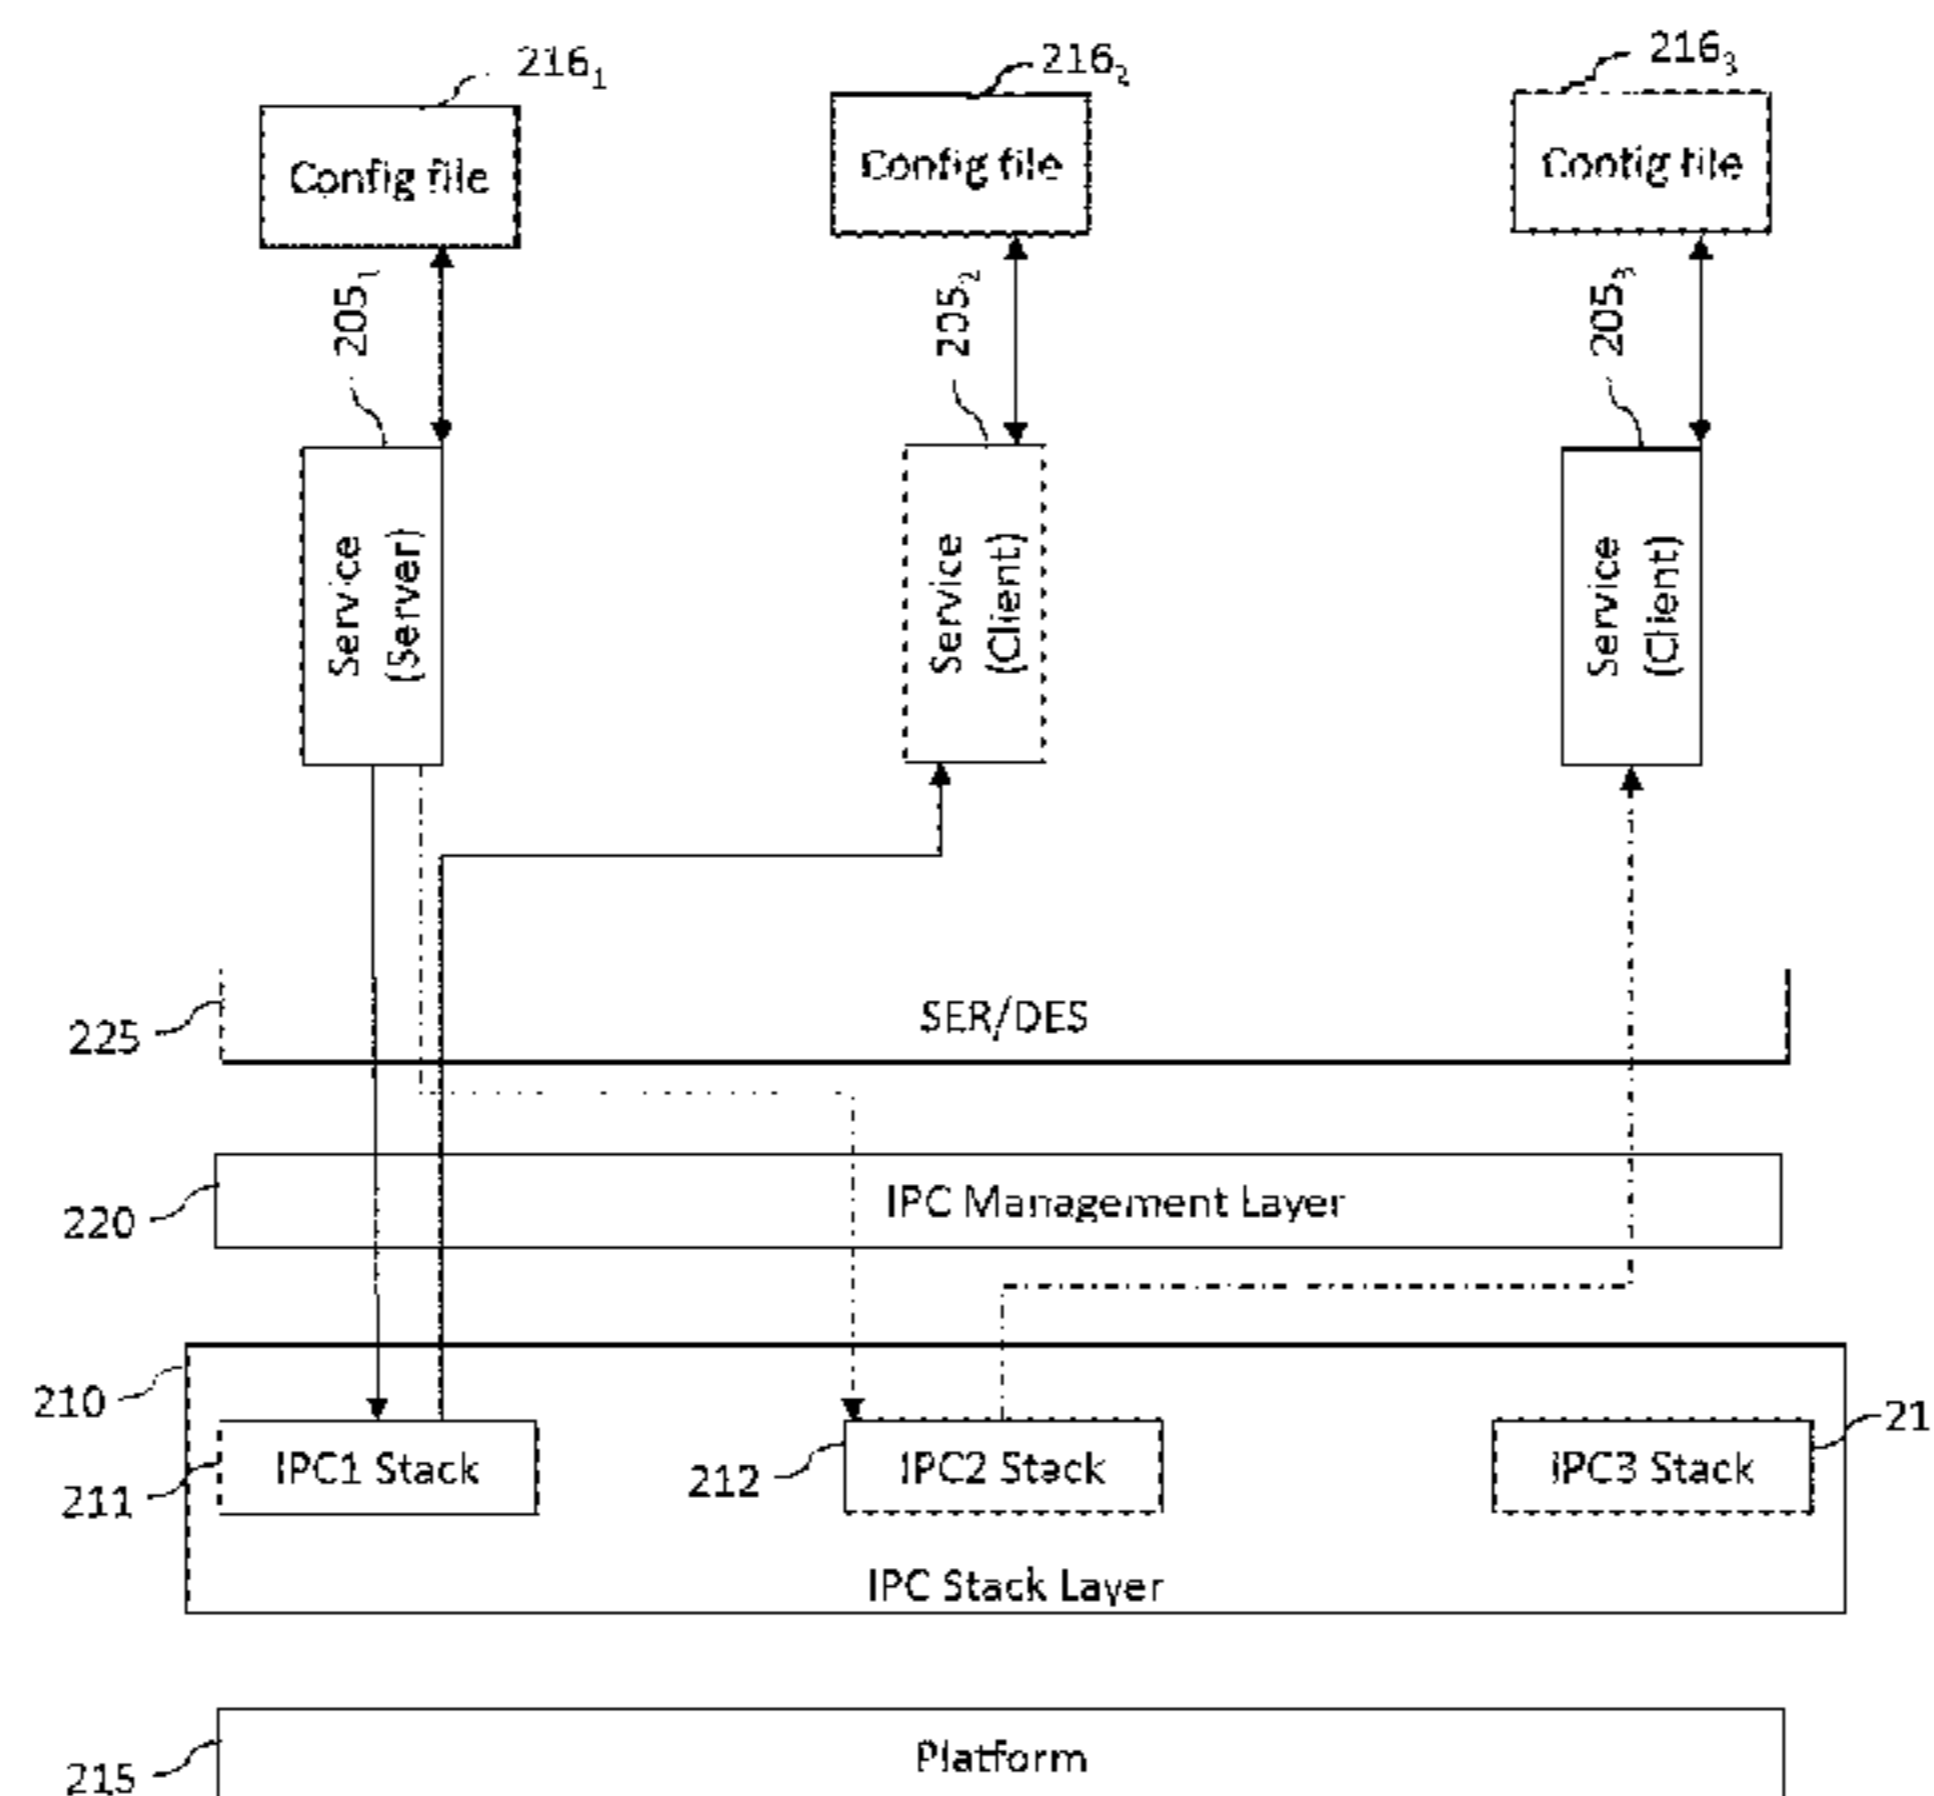 216₁
216₂
216₃
Config file
Config file
Config file
205₁
205₂
205₃
Service
(Server)
Service
(Client)
Service
(Client)
SER/DES
225
IPC Management Layer
220
210
IPC1 Stack
IPC2 Stack
IPC3 Stack
21
211
212
IPC Stack Layer
Platform
215